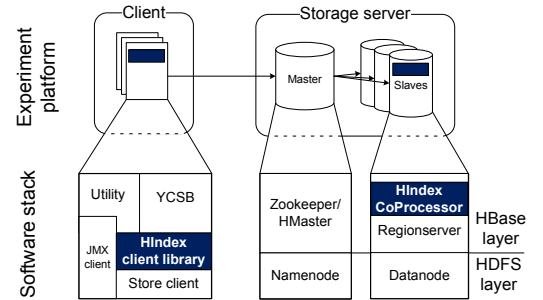 Client
Storage server
Experiment
platform
Master
Slaves
Software stack
Utility
YCSB
JMX
client
HIndex
client library
Store client
Zookeeper/
HMaster
Namenode
HIndex
CoProcessor
Regionserver
Datanode
HBase
layer
HDFS
layer